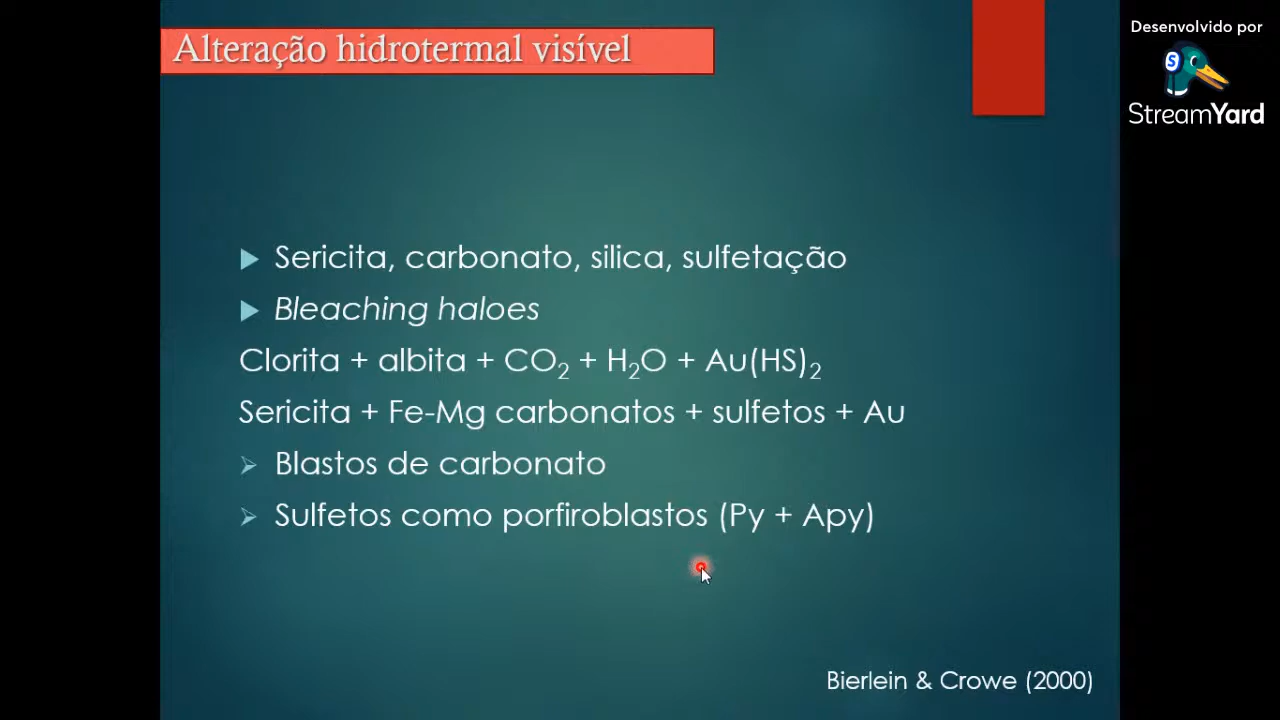 Alteração hidrotermal visível
Desenvolvido por
StreamYard
Sericita, carbonato, silica, sulfetação
Bleaching haloes
Clorita + albita + CO₂ + H₂O + Au(HS)₂
Sericita + Fe-Mg carbonatos + sulfetos + Au
Blastos de carbonato
Sulfetos como porfiroblastos (Py + Apy)
Bierlein & Crowe (2000)